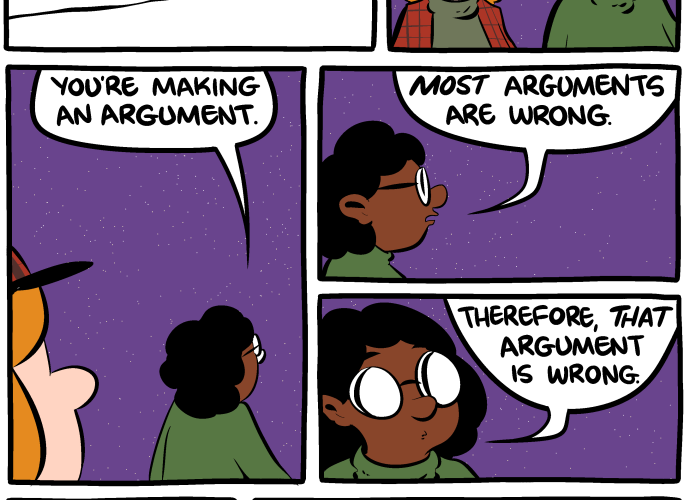 YOU'RE MAKING
AN ARGUMENT.
MOST ARGUMENTS
ARE WRONG.
THEREFORE, THAT
ARGUMENT
IS WRONG.